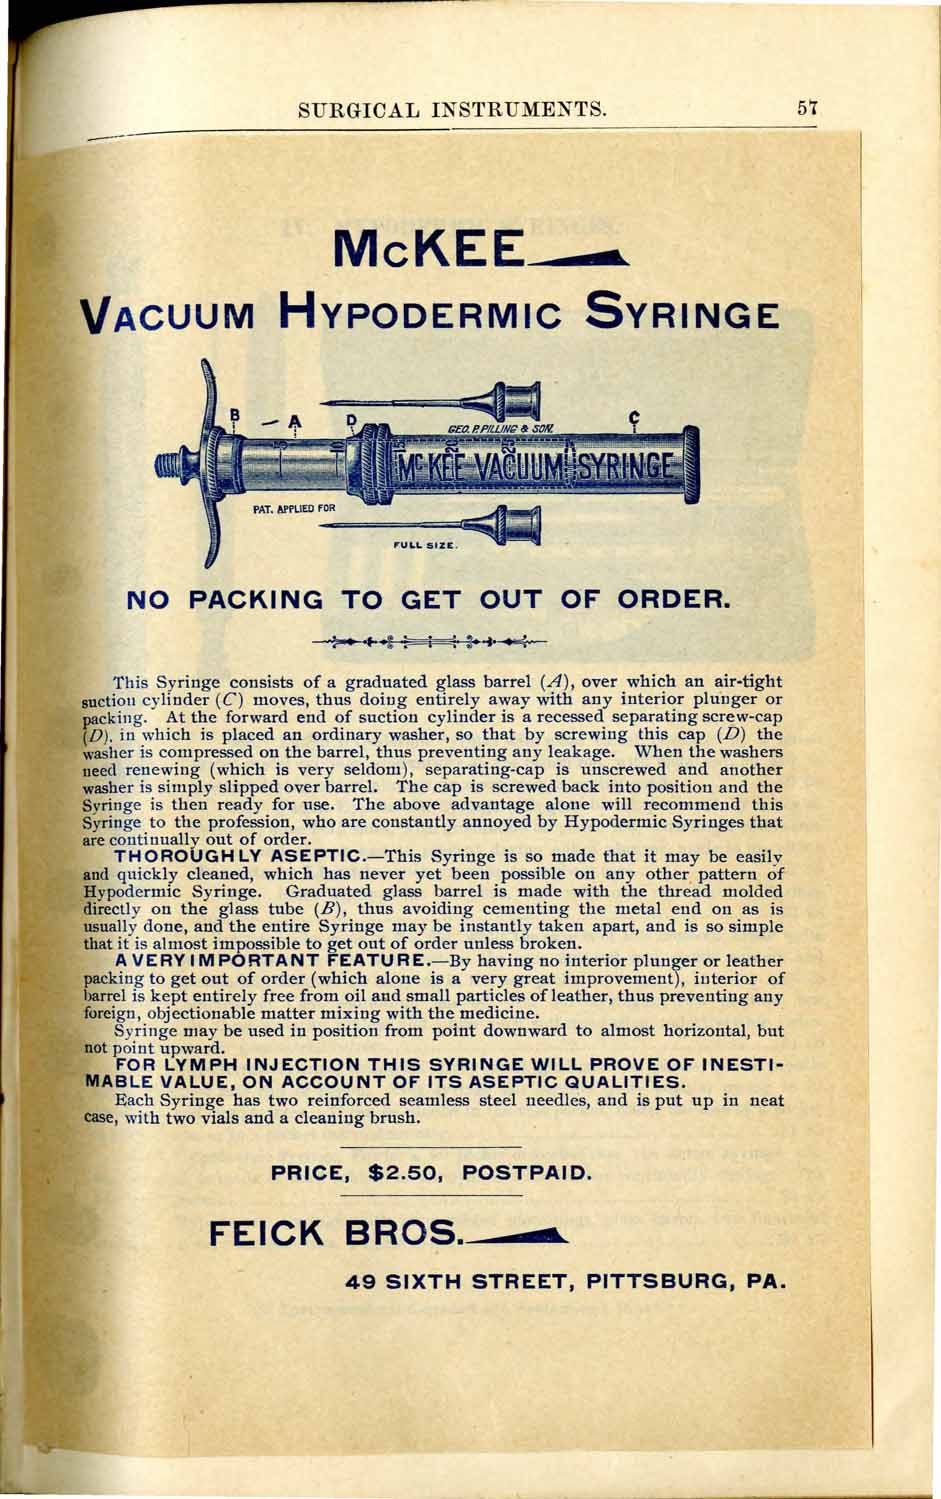 SURGICAL INSTRUMENTS. 57
McKEE
VACUUM HYPODERMIC SYRINGE
B A D C
GEO. P. PILLING & SON.
5 10 15 20 25
McKEE VACUUM SYRINGE
PAT. APPLIED FOR
FULL SIZE.
NO PACKING TO GET OUT OF ORDER.
This Syringe consists of a graduated glass barrel (A), over which an air-tight
suction cylinder (C) moves, thus doing entirely away with any interior plunger or
packing. At the forward end of suction cylinder is a recessed separating screw-cap
(D), in which is placed an ordinary washer, so that by screwing this cap (D) the
washer is compressed on the barrel, thus preventing any leakage. When the washers
need renewing (which is very seldom), separating-cap is unscrewed and another
washer is simply slipped over barrel. The cap is screwed back into position and the
Syringe is then ready for use. The above advantage alone will recommend this
Syringe to the profession, who are constantly annoyed by Hypodermic Syringes that
are continually out of order.
THOROUGHLY ASEPTIC.—This Syringe is so made that it may be easily
and quickly cleaned, which has never yet been possible on any other pattern of
Hypodermic Syringe. Graduated glass barrel is made with the thread molded
directly on the glass tube (B), thus avoiding cementing the metal end on as is
usually done, and the entire Syringe may be instantly taken apart, and is so simple
that it is almost impossible to get out of order unless broken.
A VERY IMPORTANT FEATURE.—By having no interior plunger or leather
packing to get out of order (which alone is a very great improvement), interior of
barrel is kept entirely free from oil and small particles of leather, thus preventing any
foreign, objectionable matter mixing with the medicine.
Syringe may be used in position from point downward to almost horizontal, but
not point upward.
FOR LYMPH INJECTION THIS SYRINGE WILL PROVE OF INESTI-
MABLE VALUE, ON ACCOUNT OF ITS ASEPTIC QUALITIES.
Each Syringe has two reinforced seamless steel needles, and is put up in neat
case, with two vials and a cleaning brush.
PRICE, $2.50, POSTPAID.
FEICK BROS.
49 SIXTH STREET, PITTSBURG, PA.